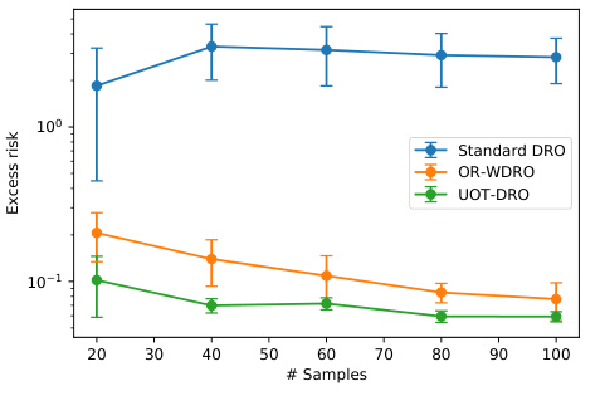 Excess risk
10⁰
10⁻¹
Standard DRO
OR-WDRO
UOT-DRO
20 30 40 50 60 70 80 90 100
# Samples